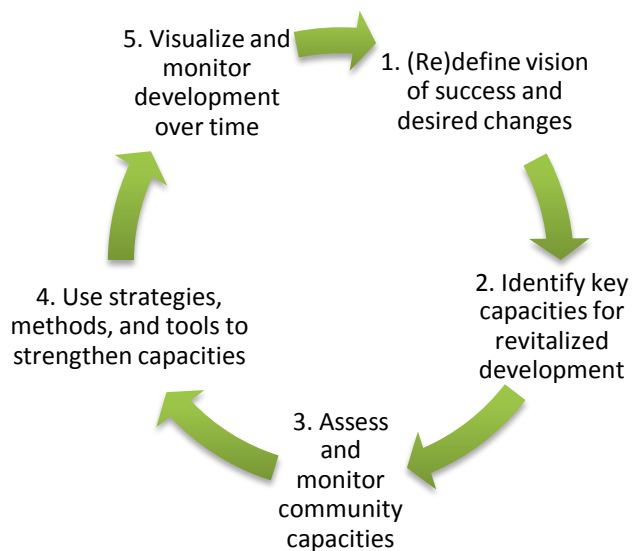 1. (Re)define vision
of success and
desired changes
2. Identify key
capacities for
revitalized
development
3. Assess
and
monitor
community
capacities
4. Use strategies,
methods, and tools to
strengthen capacities
5. Visualize and
monitor
development
over time